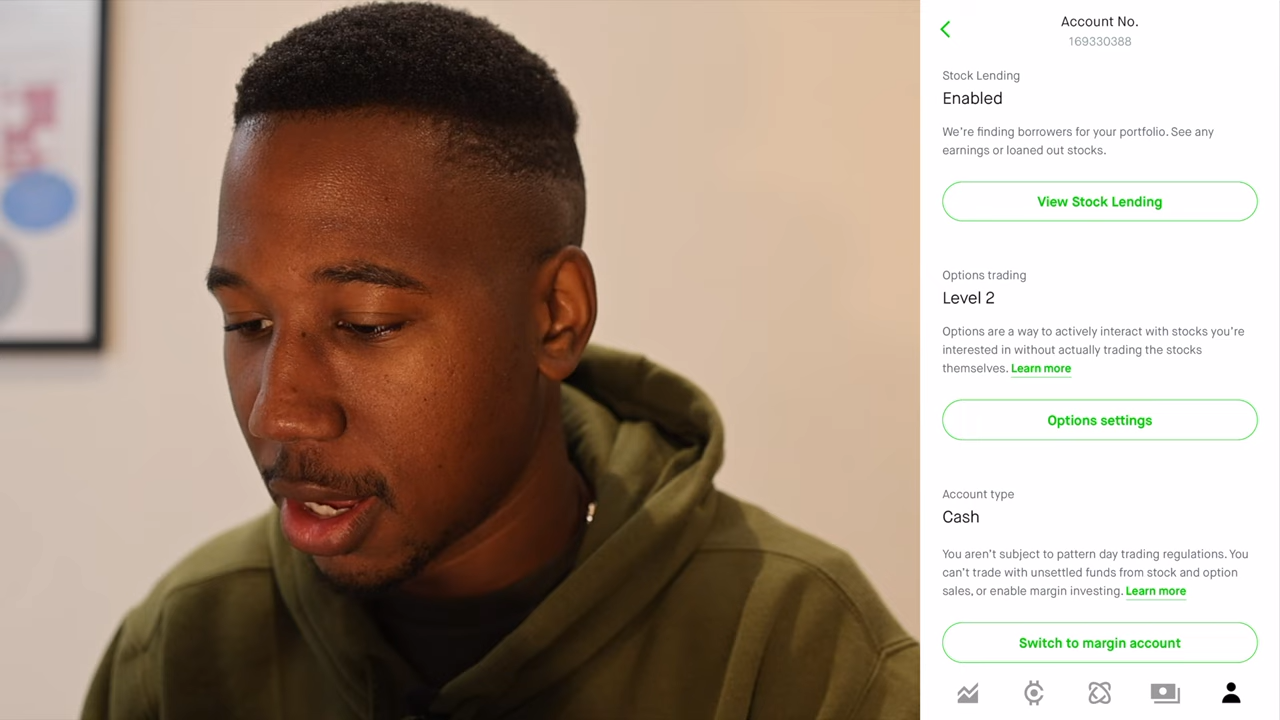 Account No.
169330388
Stock Lending
Enabled
We're finding borrowers for your portfolio. See any
earnings or loaned out stocks.
View Stock Lending
Options trading
Level 2
Options are a way to actively interact with stocks you're
interested in without actually trading the stocks
themselves. Learn more
Options settings
Account type
Cash
You aren't subject to pattern day trading regulations. You
can't trade with unsettled funds from stock and option
sales, or enable margin investing. Learn more
Switch to margin account